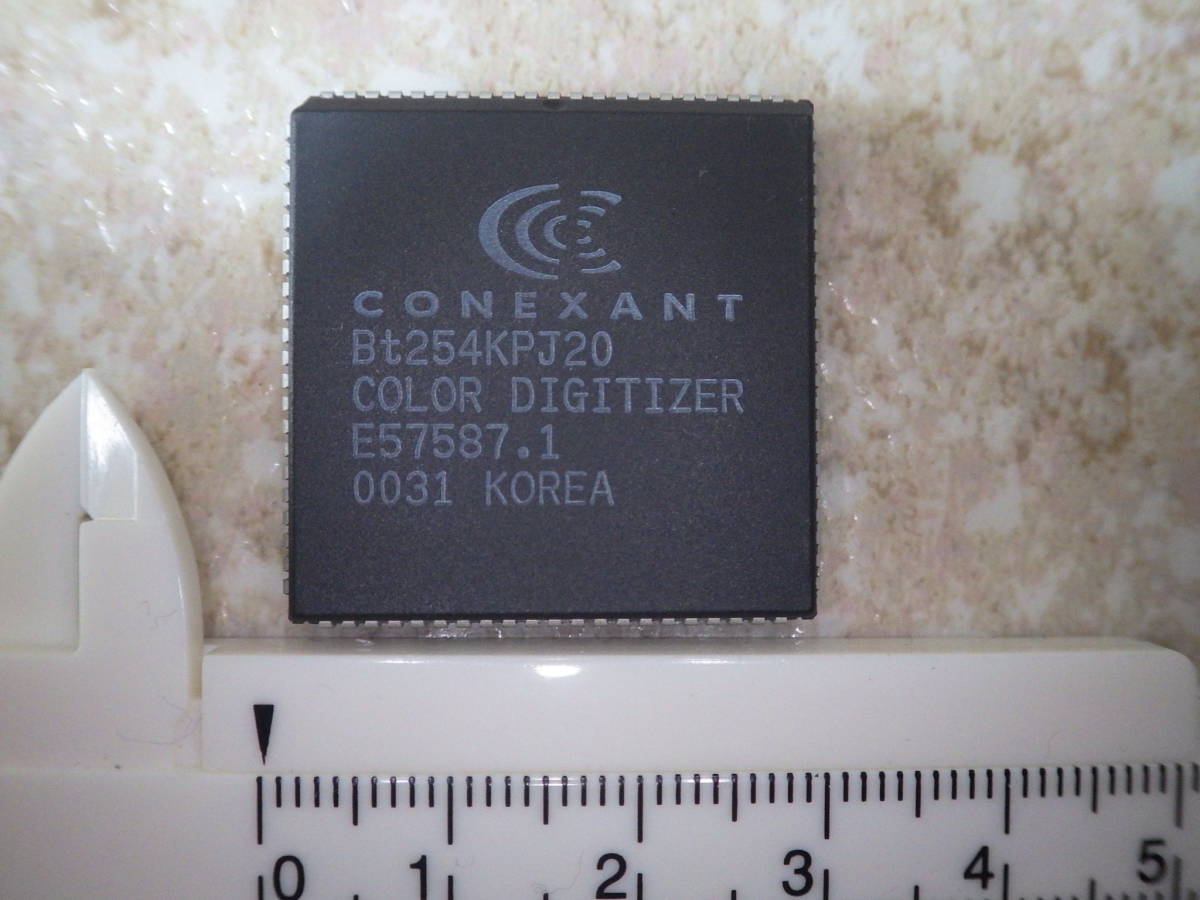 CONEXANT
Bt254KPJ20
COLOR DIGITIZER
E57587.1
0031 KOREA
0 1 2 3 4 5